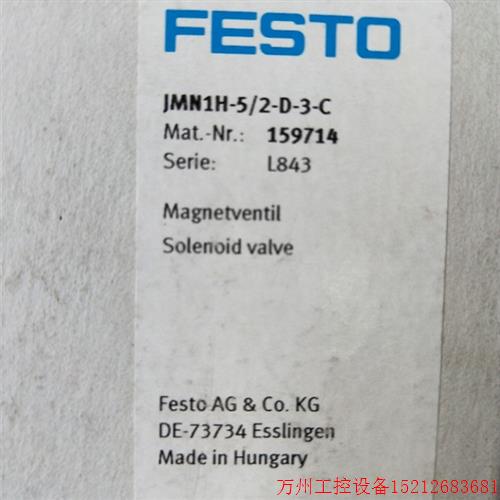 FESTO
JMN1H-5/2-D-3-C
Mat.-Nr.: 159714
Serie: L843
Magnetventil
Solenoid valve
Festo AG & Co. KG
DE-73734 Esslingen
Made in Hungary
万州工控设备15212683681